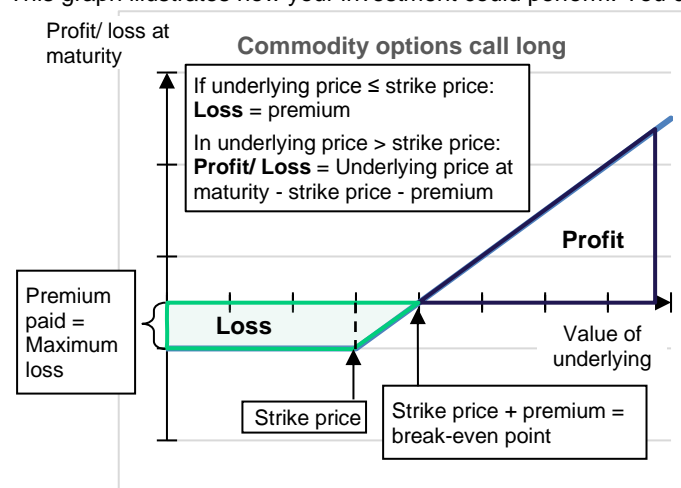 This graph illustrates how your investment could perform. You
Profit/ loss at
maturity
Commodity options call long
If underlying price ≤ strike price:
Loss = premium
In underlying price > strike price:
Profit/ Loss = Underlying price at
maturity - strike price - premium
Profit
Premium
paid =
Maximum
loss
Loss
Value of
underlying
Strike price
Strike price + premium =
break-even point